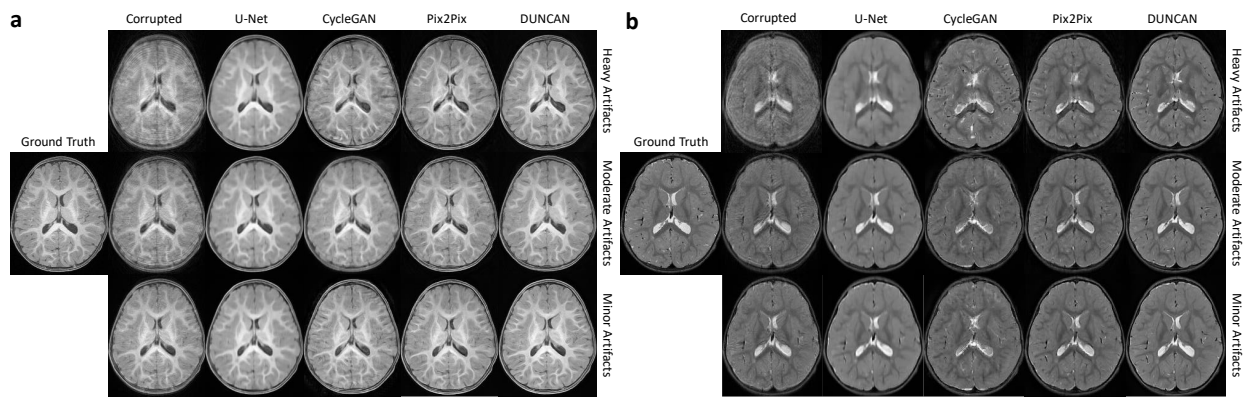 a
Corrupted U-Net CycleGAN Pix2Pix DUNCAN
Heavy Artifacts
Ground Truth
Moderate Artifacts
Minor Artifacts
b
Corrupted U-Net CycleGAN Pix2Pix DUNCAN
Heavy Artifacts
Ground Truth
Moderate Artifacts
Minor Artifacts